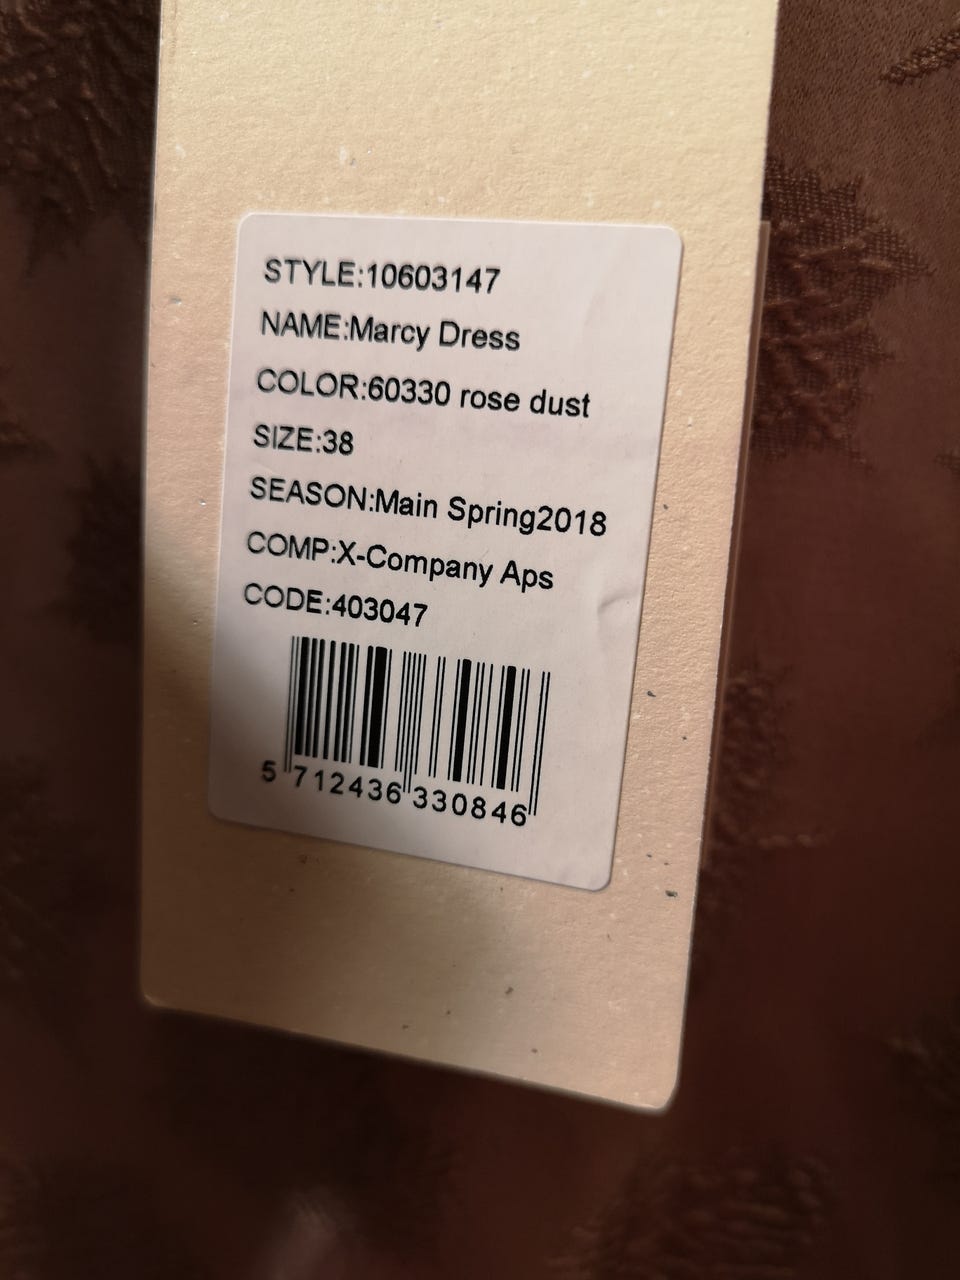 STYLE:10603147
NAME:Marcy Dress
COLOR:60330 rose dust
SIZE:38
SEASON:Main Spring2018
COMP:X-Company Aps
CODE:403047
5 712436 330846